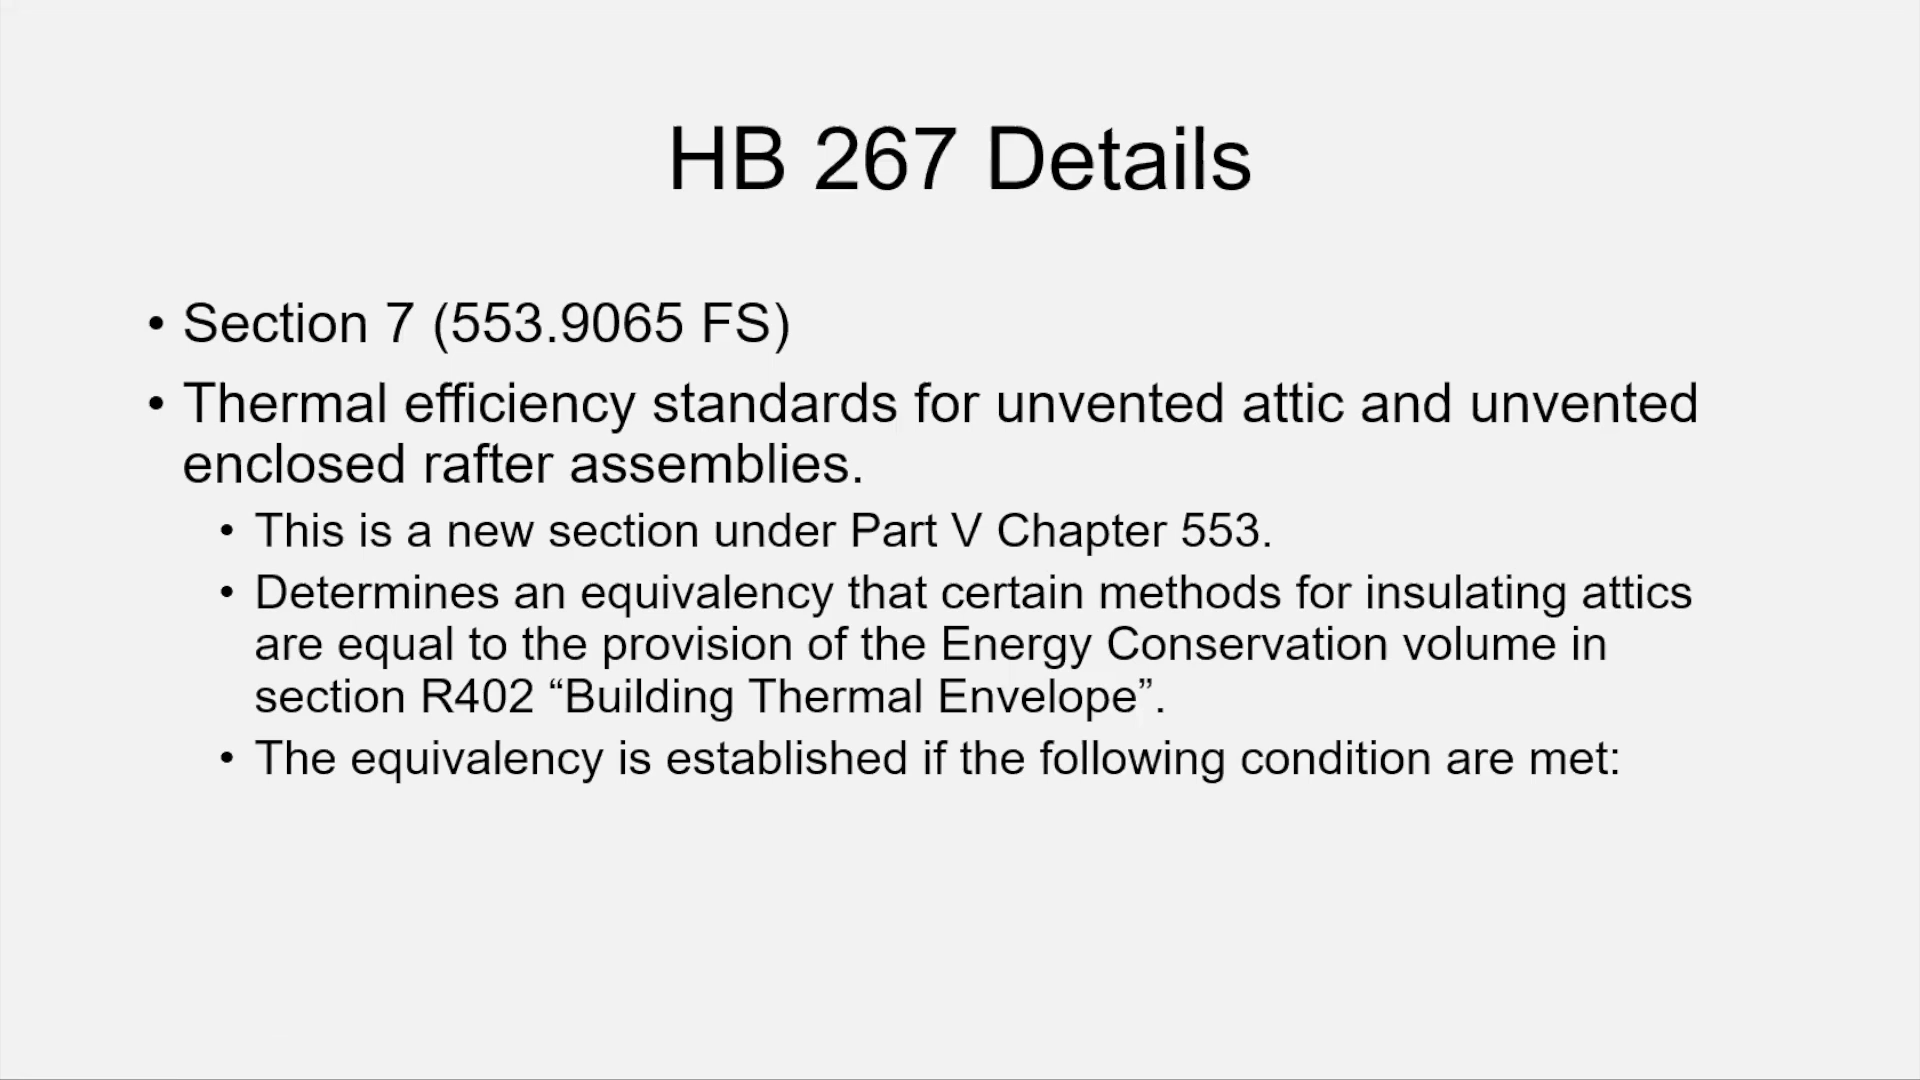 HB 267 Details
• Section 7 (553.9065 FS)
• Thermal efficiency standards for unvented attic and unvented
enclosed rafter assemblies.
• This is a new section under Part V Chapter 553.
• Determines an equivalency that certain methods for insulating attics
are equal to the provision of the Energy Conservation volume in
section R402 “Building Thermal Envelope”.
• The equivalency is established if the following condition are met: